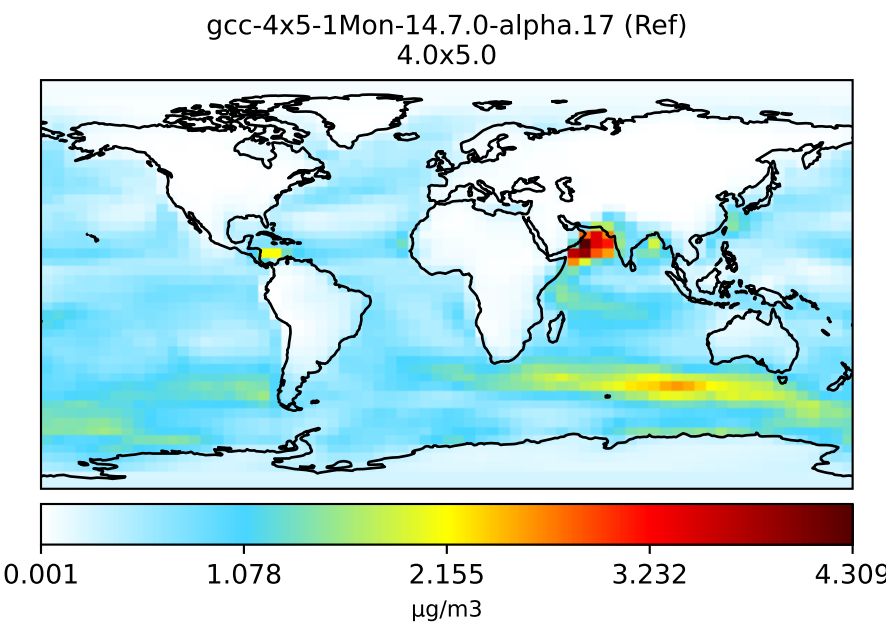 gcc-4x5-1Mon-14.7.0-alpha.17 (Ref)
4.0x5.0
0.001 1.078 2.155 3.232 4.309
μg/m3